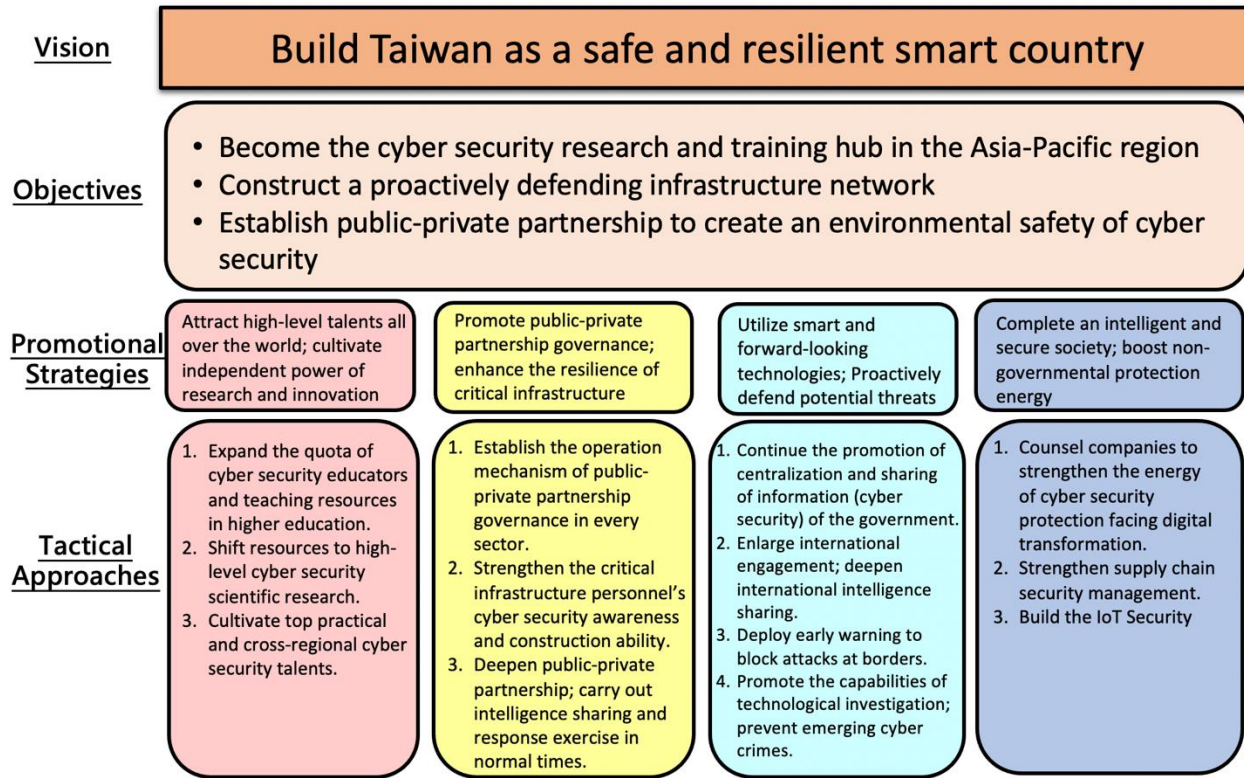 Vision
Build Taiwan as a safe and resilient smart country
Objectives
• Become the cyber security research and training hub in the Asia-Pacific region
• Construct a proactively defending infrastructure network
• Establish public-private partnership to create an environmental safety of cyber
security
Promotional
Strategies
Attract high-level talents all
over the world; cultivate
independent power of
research and innovation
Promote public-private
partnership governance;
enhance the resilience of
critical infrastructure
Utilize smart and
forward-looking
technologies; Proactively
defend potential threats
Complete an intelligent and
secure society; boost non-
governmental protection
energy
Tactical
Approaches
1. Expand the quota of
cyber security educators
and teaching resources
in higher education.
2. Shift resources to high-
level cyber security
scientific research.
3. Cultivate top practical
and cross-regional cyber
security talents.
1. Establish the operation
mechanism of public-
private partnership
governance in every
sector.
2. Strengthen the critical
infrastructure personnel's
cyber security awareness
and construction ability.
3. Deepen public-private
partnership; carry out
intelligence sharing and
response exercise in
normal times.
1. Continue the promotion of
centralization and sharing
of information (cyber
security) of the government.
2. Enlarge international
engagement; deepen
international intelligence
sharing.
3. Deploy early warning to
block attacks at borders.
4. Promote the capabilities of
technological investigation;
prevent emerging cyber
crimes.
1. Counsel companies to
strengthen the energy
of cyber security
protection facing digital
transformation.
2. Strengthen supply chain
security management.
3. Build the IoT Security